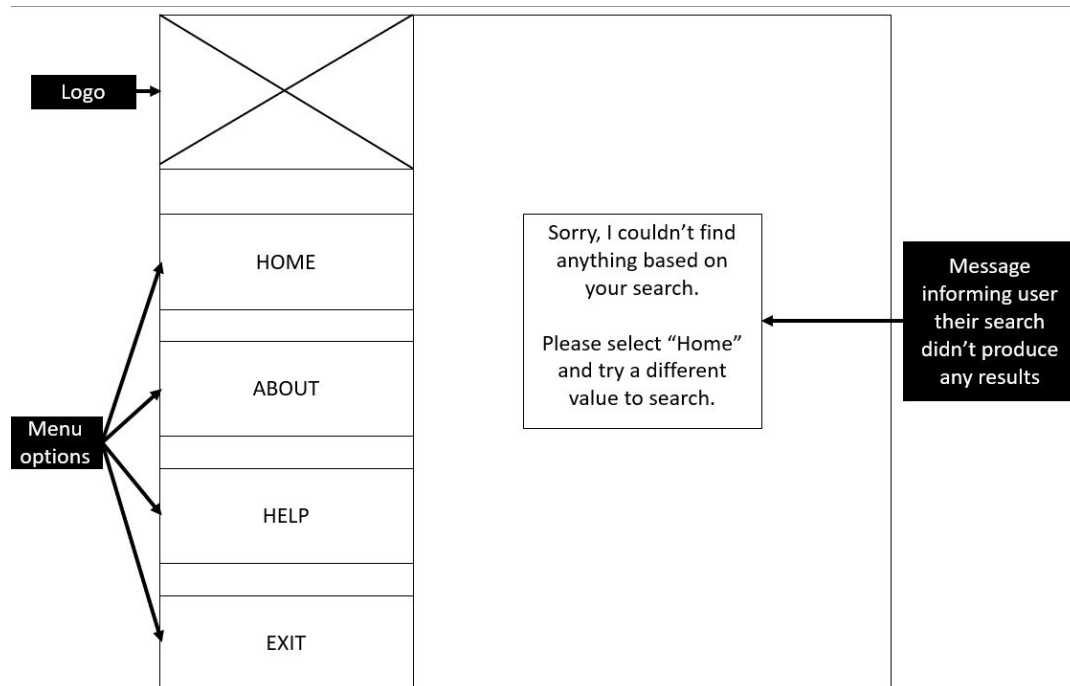 Logo
HOME
Sorry, I couldn’t find
anything based on
your search.
Please select “Home”
and try a different
value to search.
Message
informing user
their search
didn’t produce
any results
ABOUT
Menu
options
HELP
EXIT